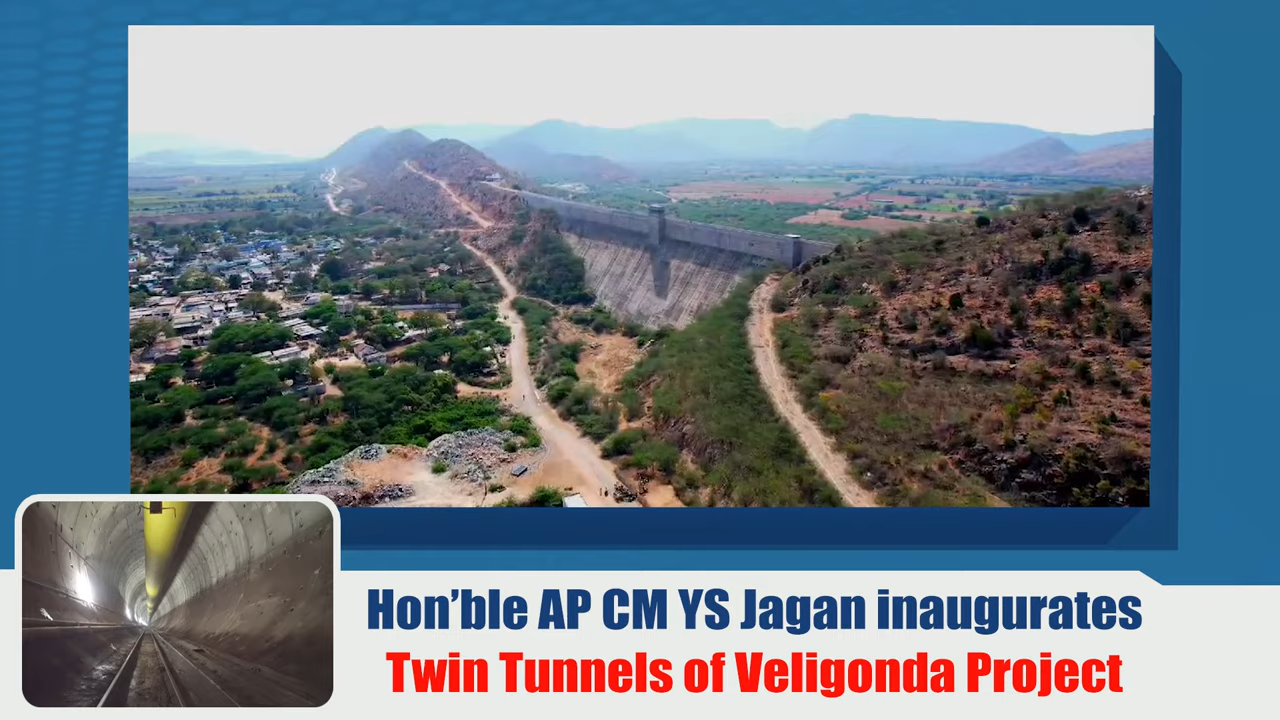 Hon’ble AP CM YS Jagan inaugurates
Twin Tunnels of Veligonda Project